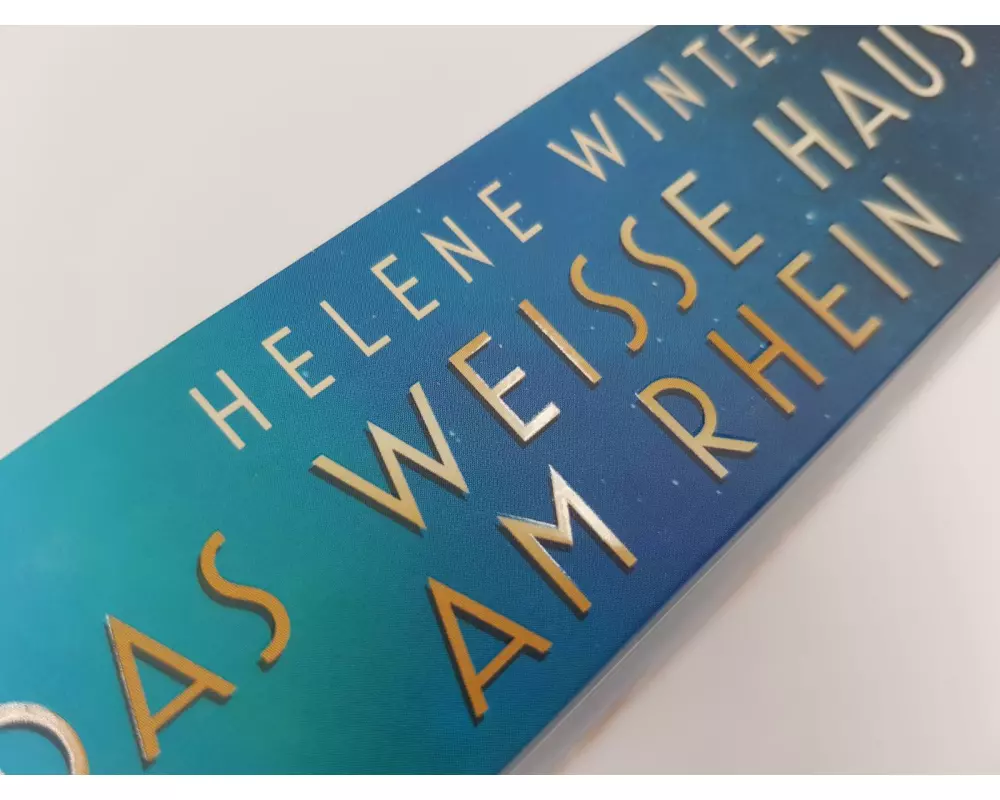 HELENE WINTER
DAS WEISSE HAUS
AM RHEIN